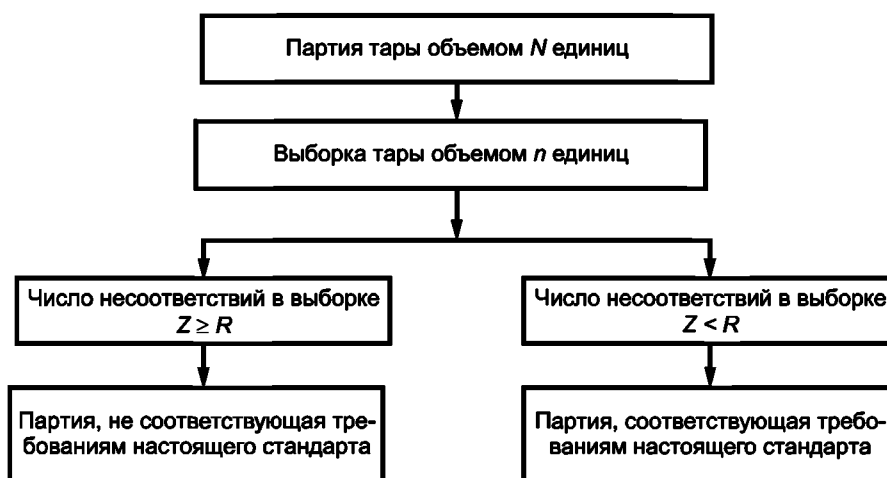 Партия тары объемом N единиц
Выборка тары объемом n единиц
Число несоответствий в выборке
Z ≥ R
Число несоответствий в выборке
Z < R
Партия, не соответствующая тре-
бованиям настоящего стандарта
Партия, соответствующая требо-
ваниям настоящего стандарта